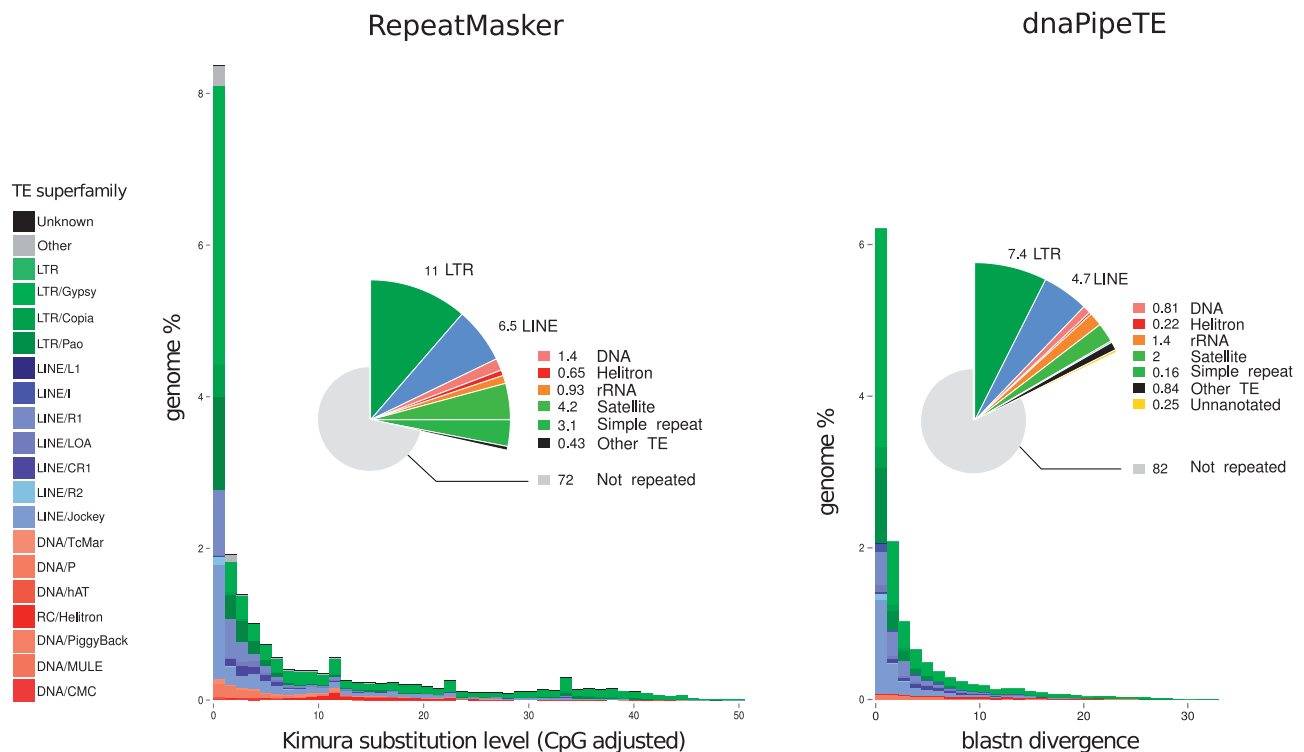 RepeatMasker
dnaPipeTE
TE superfamily
Unknown
Other
LTR
LTR/Gypsy
LTR/Copia
LTR/Pao
LINE/L1
LINE/I
LINE/R1
LINE/LOA
LINE/CR1
LINE/R2
LINE/Jockey
DNA/TcMar
DNA/P
DNA/hAT
RC/Helitron
DNA/PiggyBack
DNA/MULE
DNA/CMC
genome %
8
6
4
2
0
0 10 20 30 40 50
Kimura substitution level (CpG adjusted)
11 LTR
6.5 LINE
1.4 DNA
0.65 Helitron
0.93 rRNA
4.2 Satellite
3.1 Simple repeat
0.43 Other TE
72 Not repeated
genome %
6
4
2
0
0 10 20 30
blastn divergence
7.4 LTR
4.7 LINE
0.81 DNA
0.22 Helitron
1.4 rRNA
2 Satellite
0.16 Simple repeat
0.84 Other TE
0.25 Unnanotated
82 Not repeated